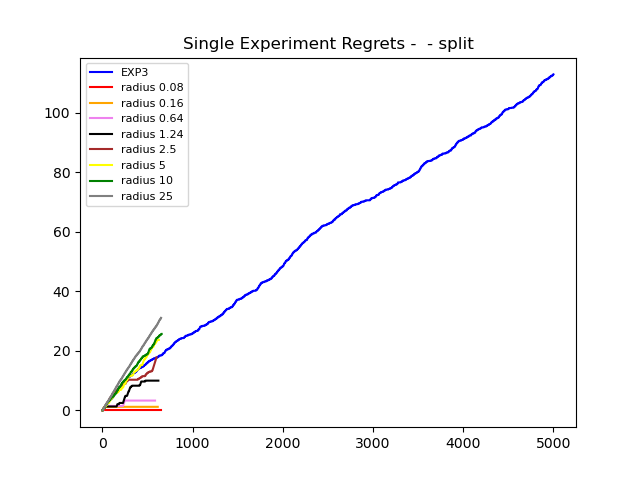 Single Experiment Regrets -  - split
EXP3
radius 0.08
radius 0.16
radius 0.64
radius 1.24
radius 2.5
radius 5
radius 10
radius 25
100
80
60
40
20
0
0 1000 2000 3000 4000 5000